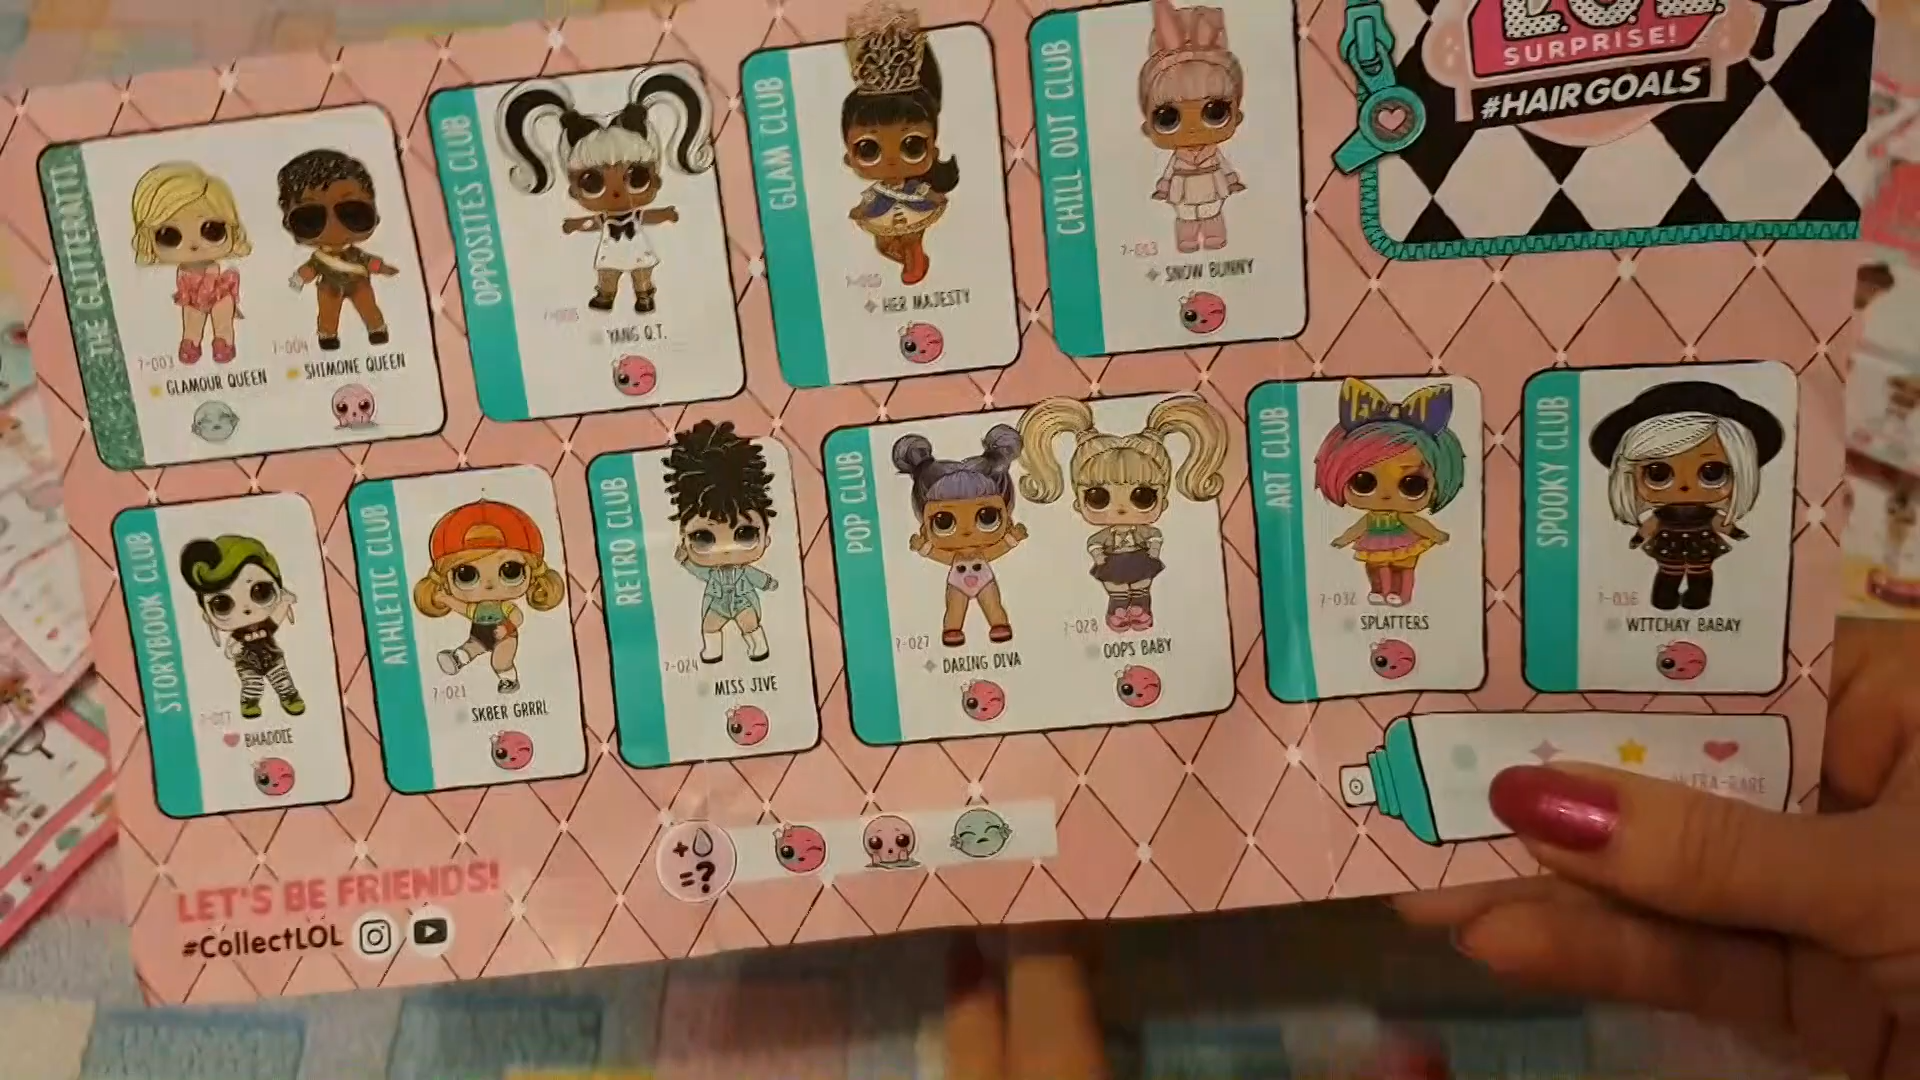 LOL
SURPRISE!
#HAIRGOALS
THE GLITTERATTI
7-003
GLAMOUR QUEEN
7-004
SHIMONE QUEEN
OPPOSITES CLUB
YANG Q.T.
GLAM CLUB
HER MAJESTY
CHILL OUT CLUB
SNOW BUNNY
STORYBOOK CLUB
BHADDIE
ATHLETIC CLUB
7-021
SK8ER GRRRL
RETRO CLUB
7-024
MISS JIVE
POP CLUB
7-027
DARING DIVA
7-028
OOPS BABY
ART CLUB
7-032
SPLATTERS
SPOOKY CLUB
7-036
WITCHAY BABAY
+
=?
LET'S BE FRIENDS!
#CollectLOL